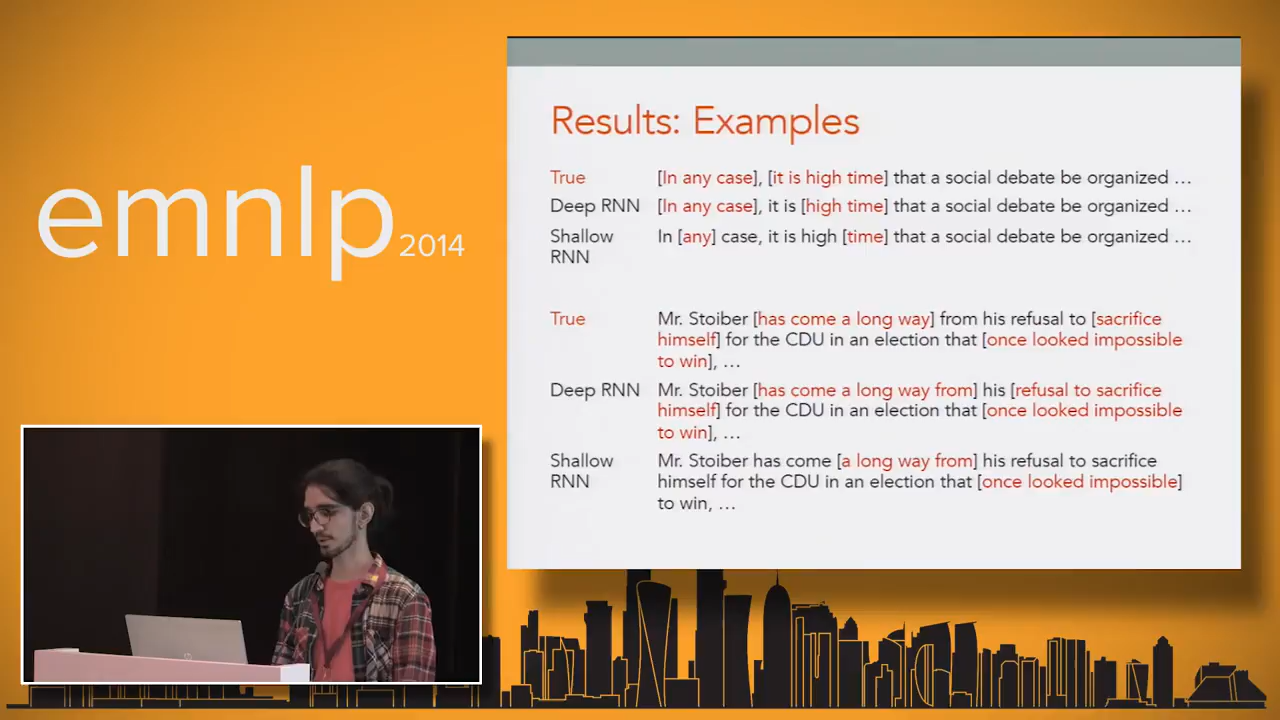 emnlp 2014
Results: Examples
True [In any case], [it is high time] that a social debate be organized …
Deep RNN [In any case], it is [high time] that a social debate be organized …
Shallow RNN In [any] case, it is high [time] that a social debate be organized …
True Mr. Stoiber [has come a long way] from his refusal to [sacrifice
himself] for the CDU in an election that [once looked impossible
to win], …
Deep RNN Mr. Stoiber [has come a long way from] his [refusal to sacrifice
himself] for the CDU in an election that [once looked impossible
to win], …
Shallow RNN Mr. Stoiber has come [a long way from] his refusal to sacrifice
himself for the CDU in an election that [once looked impossible]
to win, …